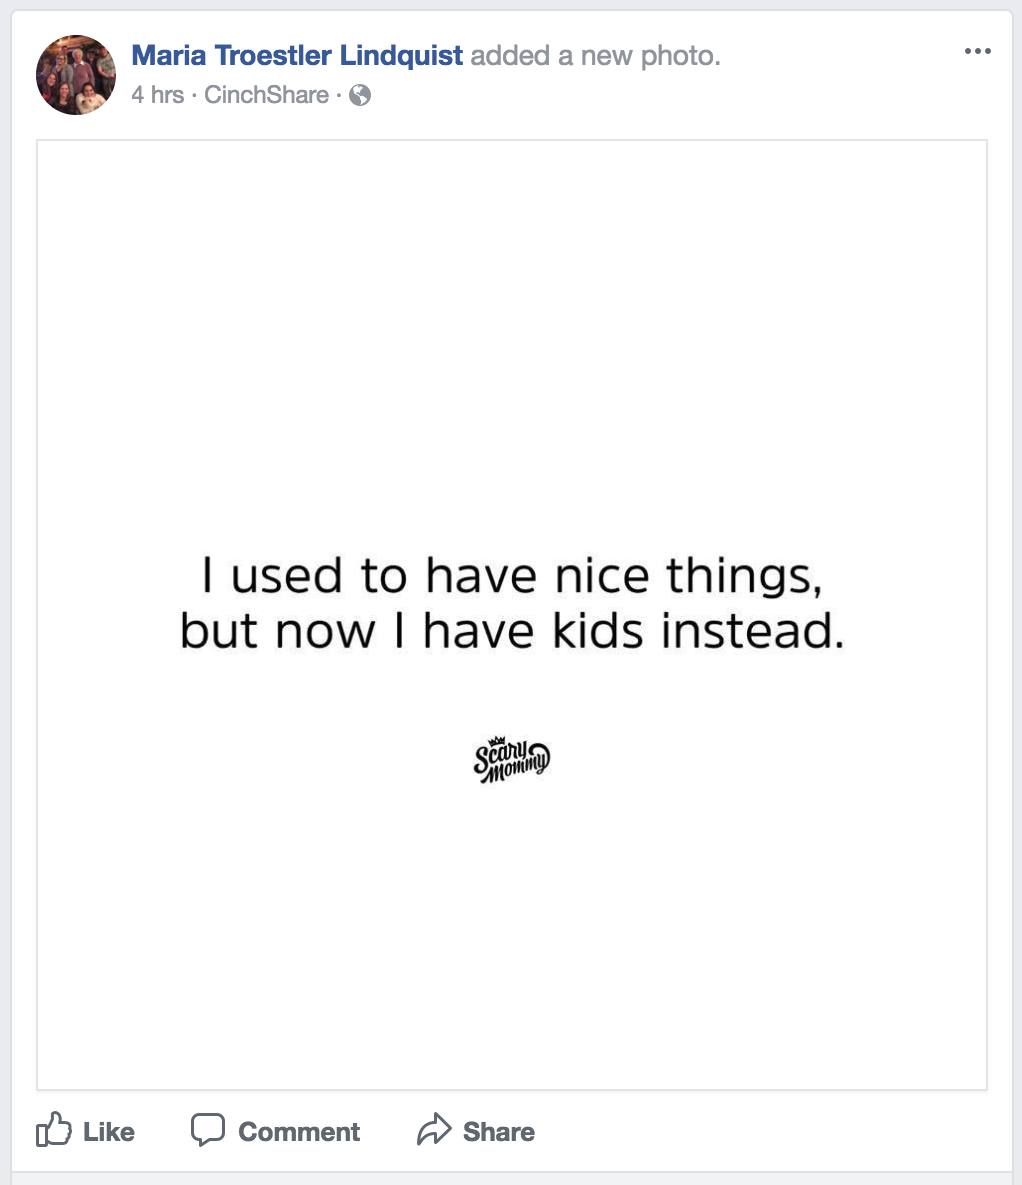 Maria Troestler Lindquist added a new photo.
4 hrs · CinchShare ·
I used to have nice things,
but now I have kids instead.
Scary
Mommy
Like Comment Share